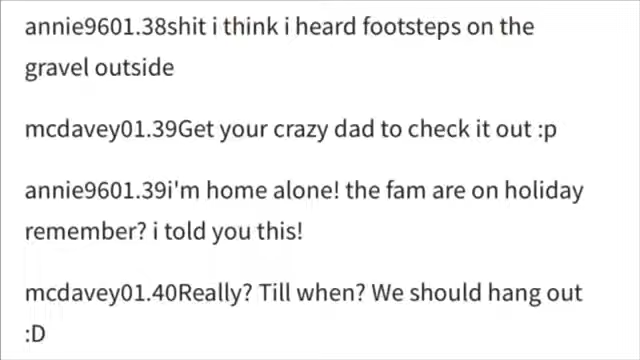 annie9601.38shit i think i heard footsteps on the
gravel outside
mcdavey01.39Get your crazy dad to check it out :p
annie9601.39i'm home alone! the fam are on holiday
remember? i told you this!
mcdavey01.40Really? Till when? We should hang out
:D